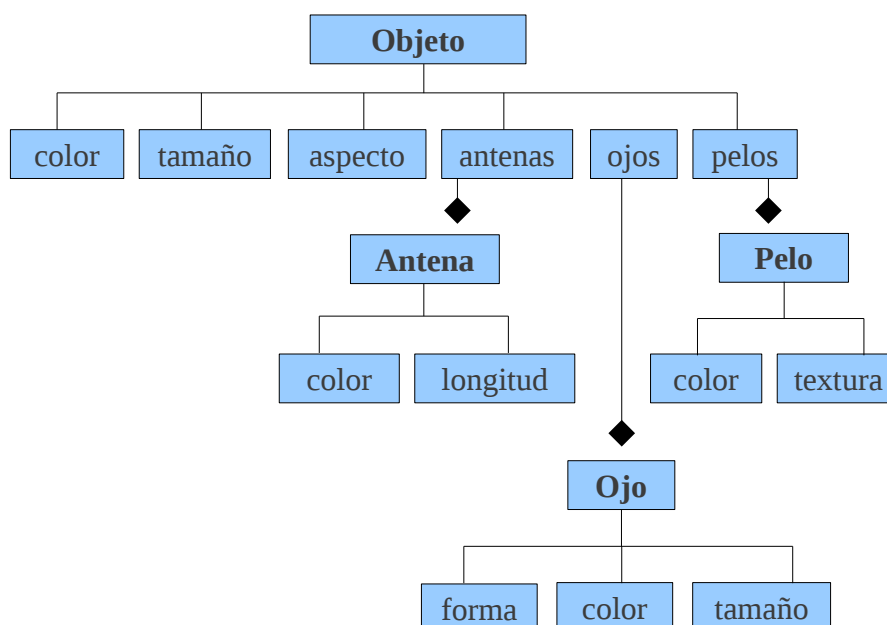 Objeto
color
tamaño
aspecto
antenas
ojos
pelos
Antena
Pelo
color
longitud
color
textura
Ojo
forma
color
tamaño